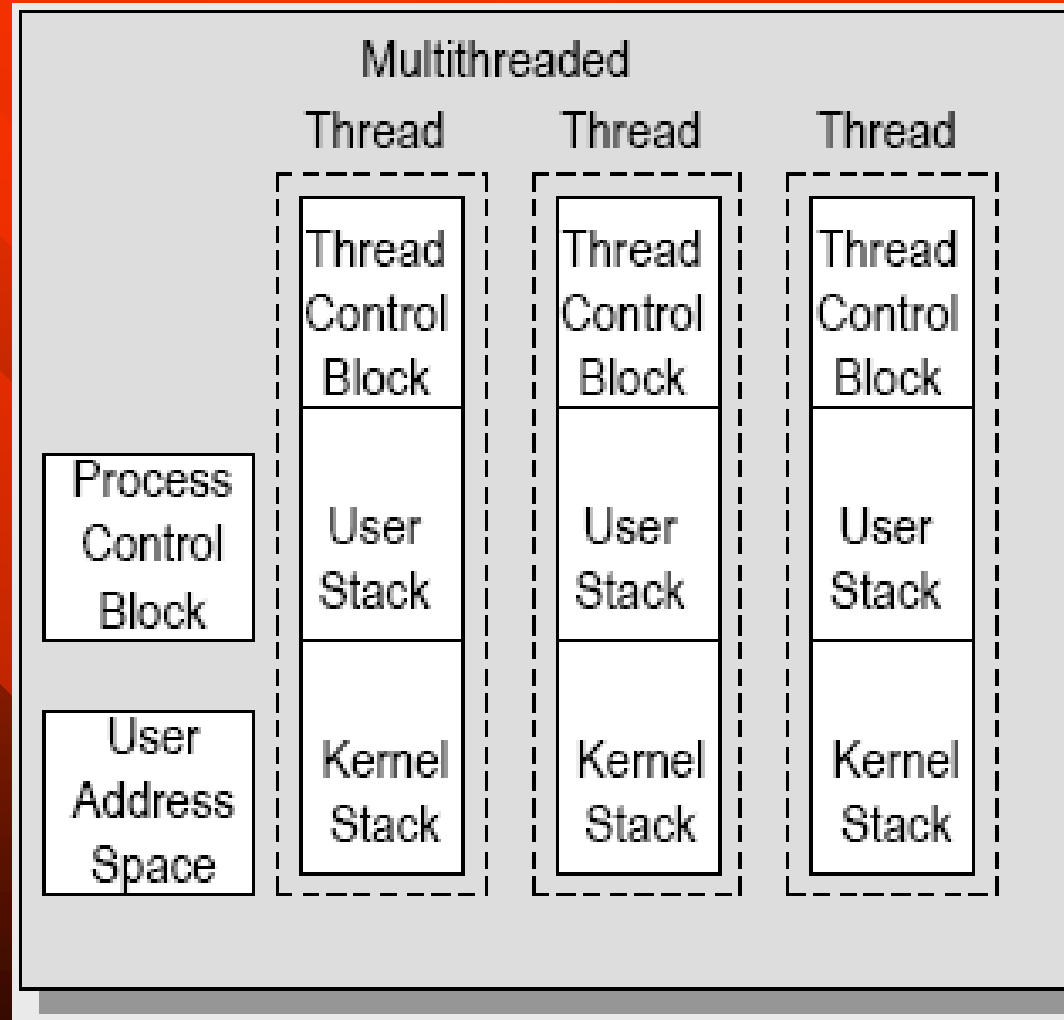 Multithreaded
Thread Thread Thread
Thread
Control
Block
Thread
Control
Block
Thread
Control
Block
Process
Control
Block
User
Stack
User
Stack
User
Stack
User
Address
Space
Kernel
Stack
Kernel
Stack
Kernel
Stack